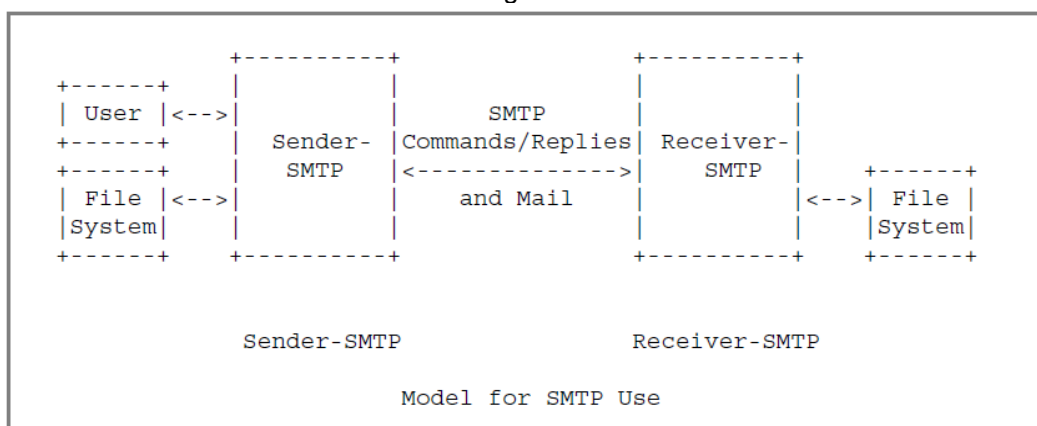 +----------+                +----------+
+------+    |          |                |          |
| User |<-->|          |      SMTP      |          |
+------+    |  Sender- |Commands/Replies| Receiver-|
+------+    |   SMTP   |<-------------->|    SMTP  |    +------+
| File |<-->|          |    and Mail    |          |<-->| File |
|System|    |          |                |          |    |System|
+------+    +----------+                +----------+    +------+
Sender-SMTP                Receiver-SMTP
Model for SMTP Use